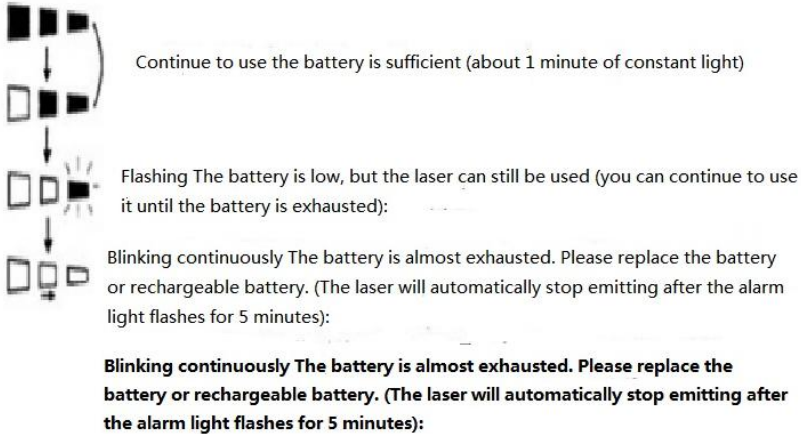 Continue to use the battery is sufficient (about 1 minute of constant light)
Flashing The battery is low, but the laser can still be used (you can continue to use
it until the battery is exhausted):
Blinking continuously The battery is almost exhausted. Please replace the battery
or rechargeable battery. (The laser will automatically stop emitting after the alarm
light flashes for 5 minutes):
Blinking continuously The battery is almost exhausted. Please replace the
battery or rechargeable battery. (The laser will automatically stop emitting after
the alarm light flashes for 5 minutes):